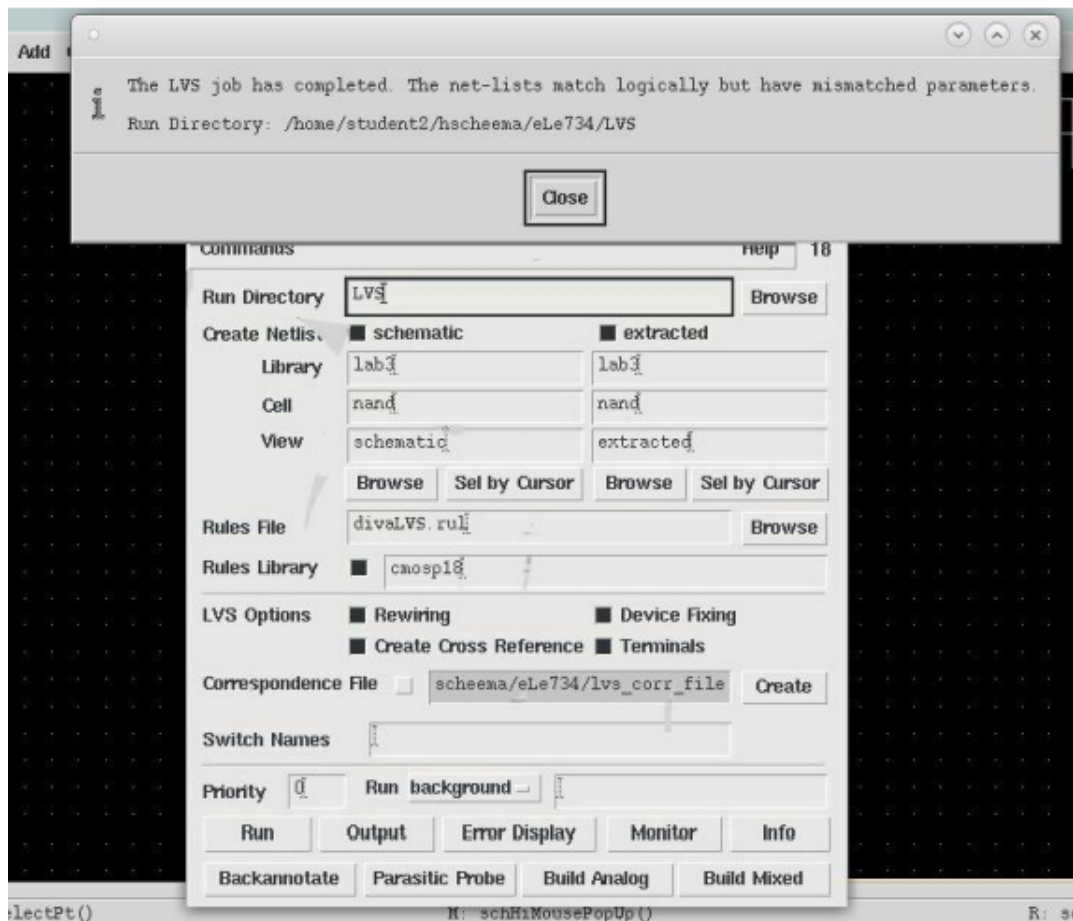 Add
The LVS job has completed. The net-lists match logically but have mismatched parameters.
Run Directory: /home/student2/hscheema/eLe734/LVS
Close
Commands Help 18
Run Directory LVS Browse
Create Netlist schematic extracted
Library lab3 lab3
Cell nand nand
View schematic extracted
Browse Sel by Cursor Browse Sel by Cursor
Rules File divaLVS.rul Browse
Rules Library cmosp18
LVS Options Rewiring Device Fixing
Create Cross Reference Terminals
Correspondence File scheema/eLe734/lvs_corr_file Create
Switch Names
Priority 0 Run background
Run Output Error Display Monitor Info
Backannotate Parasitic Probe Build Analog Build Mixed
electPt() M: schHiMousePopUp() R: s